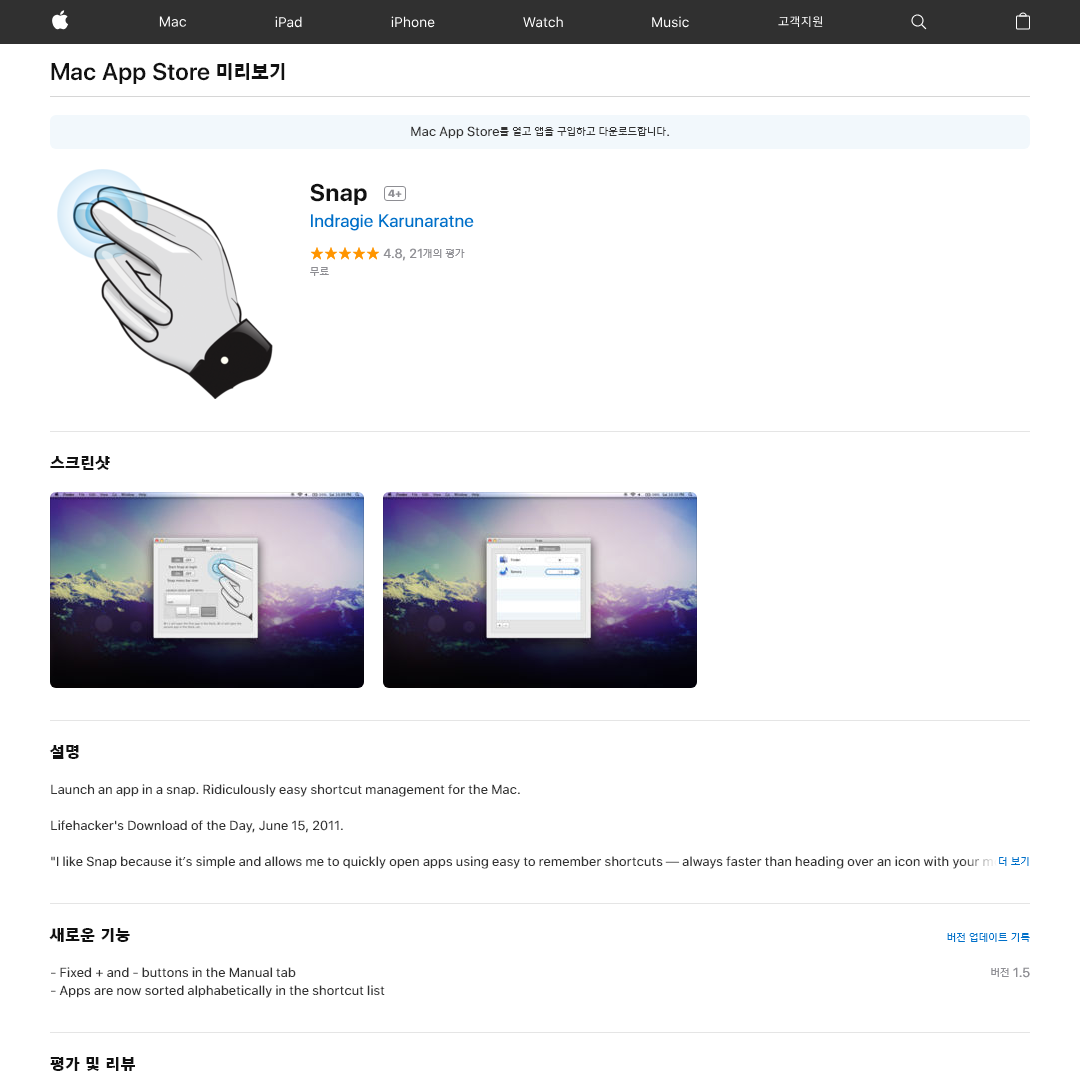 Mac
iPad
iPhone
Watch
Music
고객지원
Mac App Store 미리보기
Mac App Store를 열고 앱을 구입하고 다운로드합니다.
Snap 4+
Indragie Karunaratne
4.8, 21개의 평가
무료
스크린샷
설명
Launch an app in a snap. Ridiculously easy shortcut management for the Mac.
Lifehacker's Download of the Day, June 15, 2011.
"I like Snap because it's simple and allows me to quickly open apps using easy to remember shortcuts — always faster than heading over an icon with your m 더 보기
새로운 기능
버전 업데이트 기록
- Fixed + and - buttons in the Manual tab
버전 1.5
- Apps are now sorted alphabetically in the shortcut list
평가 및 리뷰